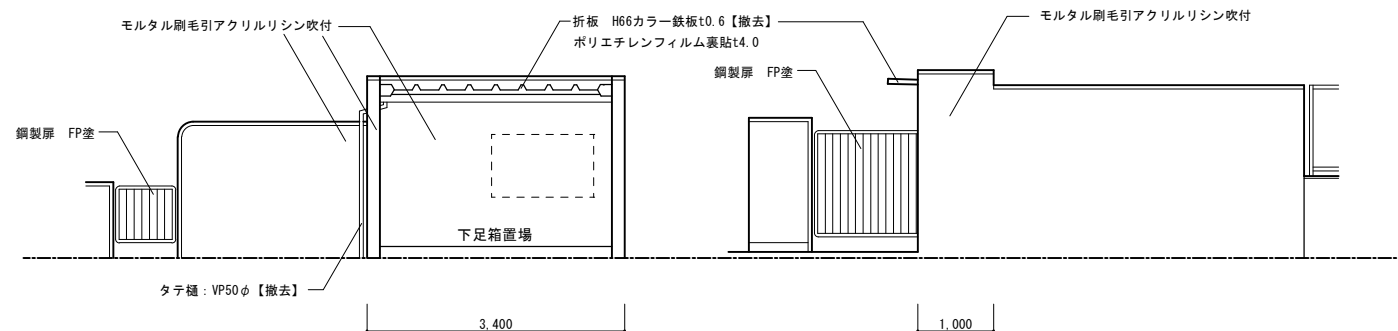 モルタル刷毛引アクリルリシン吹付
折板　H66カラー鉄板t0.6【撤去】
ポリエチレンフィルム裏貼t4.0
モルタル刷毛引アクリルリシン吹付
鋼製扉　FP塗
鋼製扉　FP塗
下足箱置場
タテ樋：VP50φ【撤去】
3,400
1,000